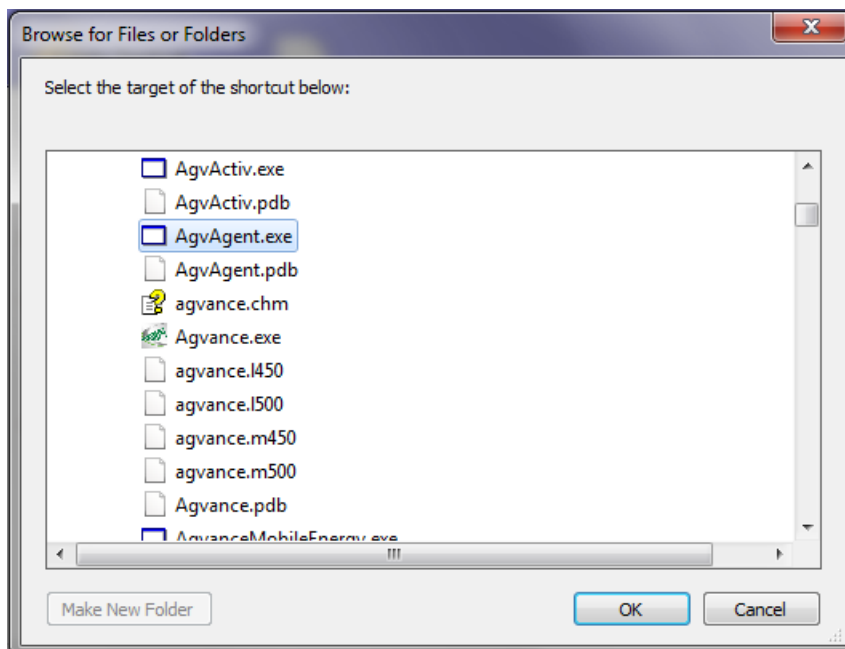 Browse for Files or Folders
Select the target of the shortcut below:
AgvActiv.exe
AgvActiv.pdb
AgvAgent.exe
AgvAgent.pdb
agvance.chm
Agvance.exe
agvance.l450
agvance.l500
agvance.m450
agvance.m500
Agvance.pdb
AgvanceMobileEnergy.exe
Make New Folder
OK
Cancel